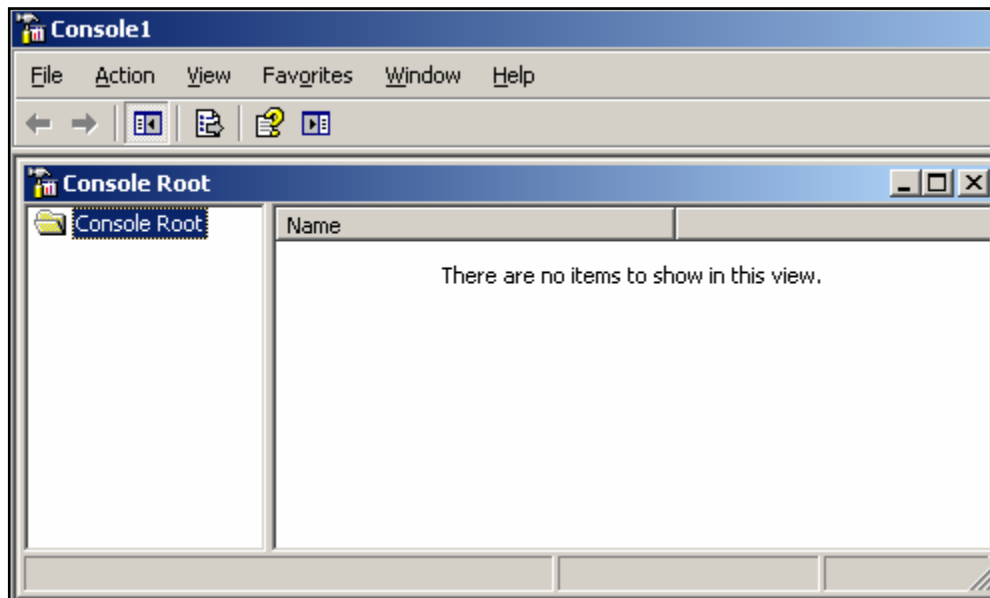 Console1
File Action View Favorites Window Help
Console Root
Console Root
Name
There are no items to show in this view.